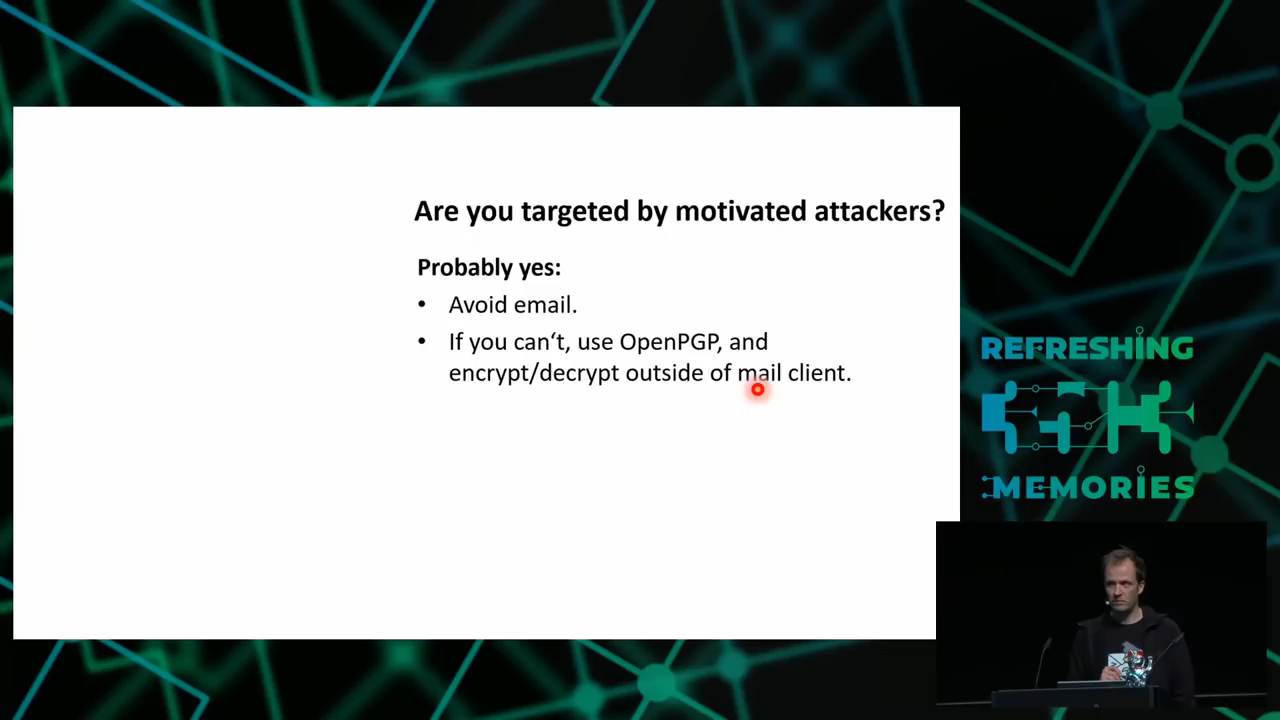 Are you targeted by motivated attackers?
Probably yes:
• Avoid email.
• If you can‘t, use OpenPGP, and
encrypt/decrypt outside of mail client.
REFRESHING
35C3
MEMORIES